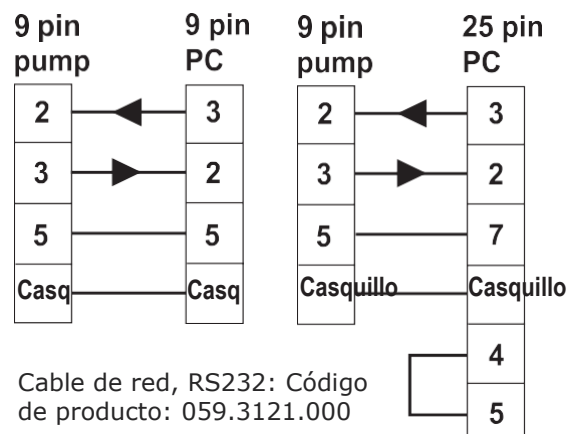 9 pin 9 pin 9 pin 25 pin
pump PC pump PC
2 3 2 3
3 2 3 2
5 5 5 7
Casq Casq Casquillo Casquillo
4
Cable de red, RS232: Código
de producto: 059.3121.000
5